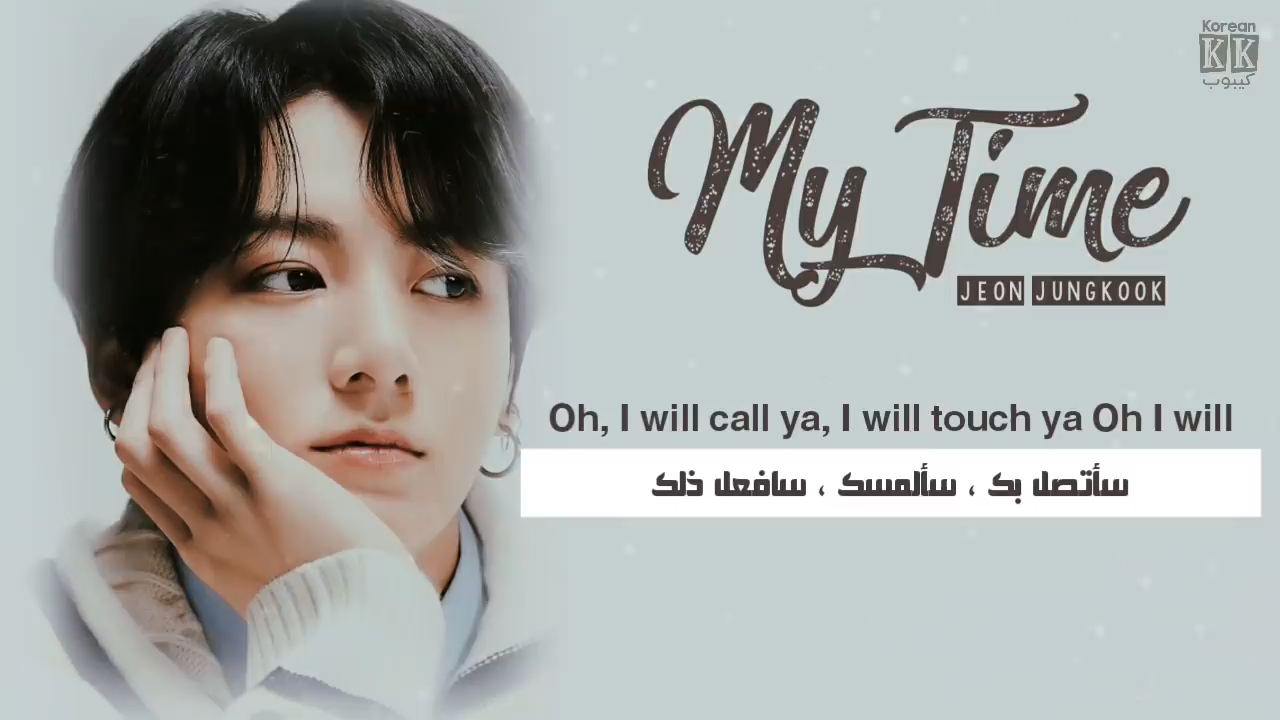 Korean
KK
كيبوب
My Time
JEON JUNGKOOK
Oh, I will call ya, I will touch ya Oh I will
سأتصل بك ، سألمسك ، سافعل ذلك